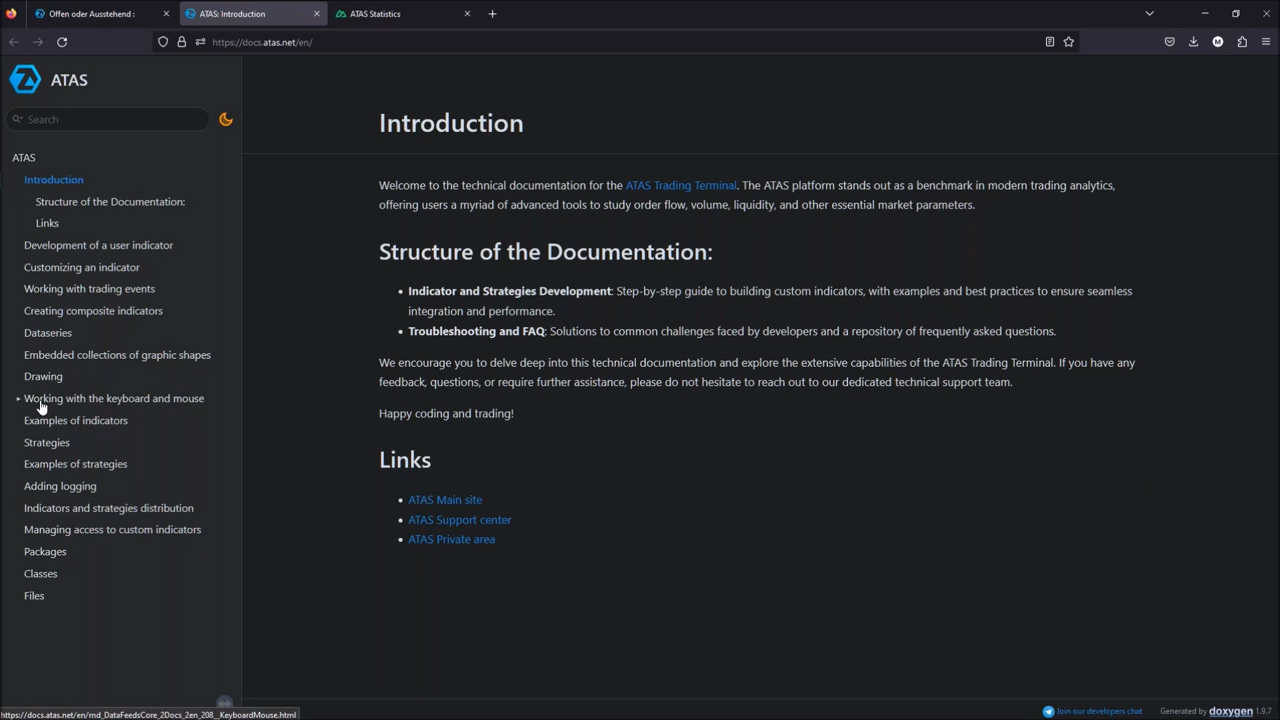 Offen oder Ausstehend :
ATAS: Introduction
ATAS Statistics
https://docs.atas.net/en/
ATAS
Search
ATAS
Introduction
Structure of the Documentation:
Links
Development of a user indicator
Customizing an indicator
Working with trading events
Creating composite indicators
Dataseries
Embedded collections of graphic shapes
Drawing
Working with the keyboard and mouse
Examples of indicators
Strategies
Examples of strategies
Adding logging
Indicators and strategies distribution
Managing access to custom indicators
Packages
Classes
Files
Introduction
Welcome to the technical documentation for the ATAS Trading Terminal. The ATAS platform stands out as a benchmark in modern trading analytics,
offering users a myriad of advanced tools to study order flow, volume, liquidity, and other essential market parameters.
Structure of the Documentation:
• Indicator and Strategies Development: Step-by-step guide to building custom indicators, with examples and best practices to ensure seamless
integration and performance.
• Troubleshooting and FAQ: Solutions to common challenges faced by developers and a repository of frequently asked questions.
We encourage you to delve deep into this technical documentation and explore the extensive capabilities of the ATAS Trading Terminal. If you have any
feedback, questions, or require further assistance, please do not hesitate to reach out to our dedicated technical support team.
Happy coding and trading!
Links
• ATAS Main site
• ATAS Support center
• ATAS Private area
https://docs.atas.net/en/md_DataFeedsCore_2Docs_2en_208__KeyboardMouse.html
Join our developers chat
Generated by doxygen 1.9.7